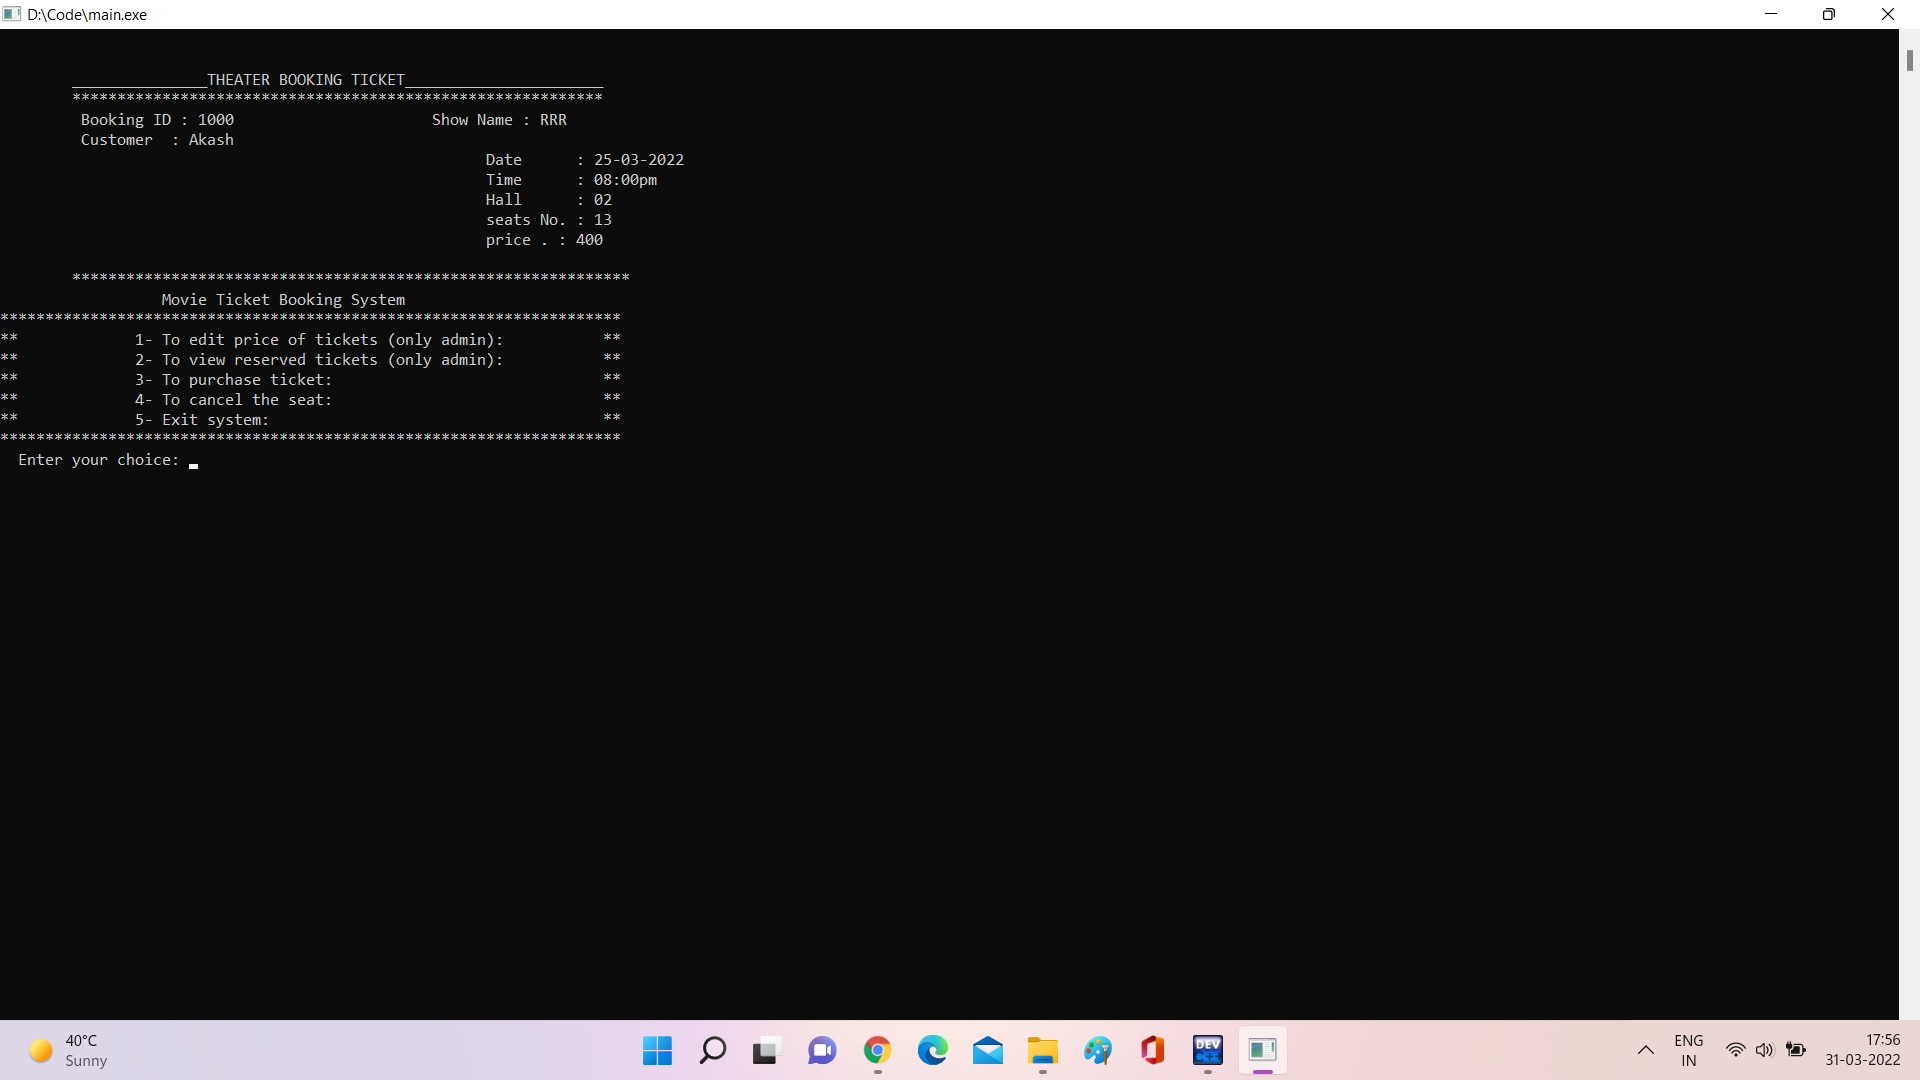 D:\Code\main.exe
_______________THEATER BOOKING TICKET______________________
***********************************************************
Booking ID : 1000 Show Name : RRR
Customer : Akash
Date : 25-03-2022
Time : 08:00pm
Hall : 02
seats No. : 13
price . : 400
**************************************************************
Movie Ticket Booking System
*********************************************************************
** 1- To edit price of tickets (only admin): **
** 2- To view reserved tickets (only admin): **
** 3- To purchase ticket: **
** 4- To cancel the seat: **
** 5- Exit system: **
*********************************************************************
Enter your choice:
40°C
Sunny
DEV
C++
ENG
IN
17:56
31-03-2022